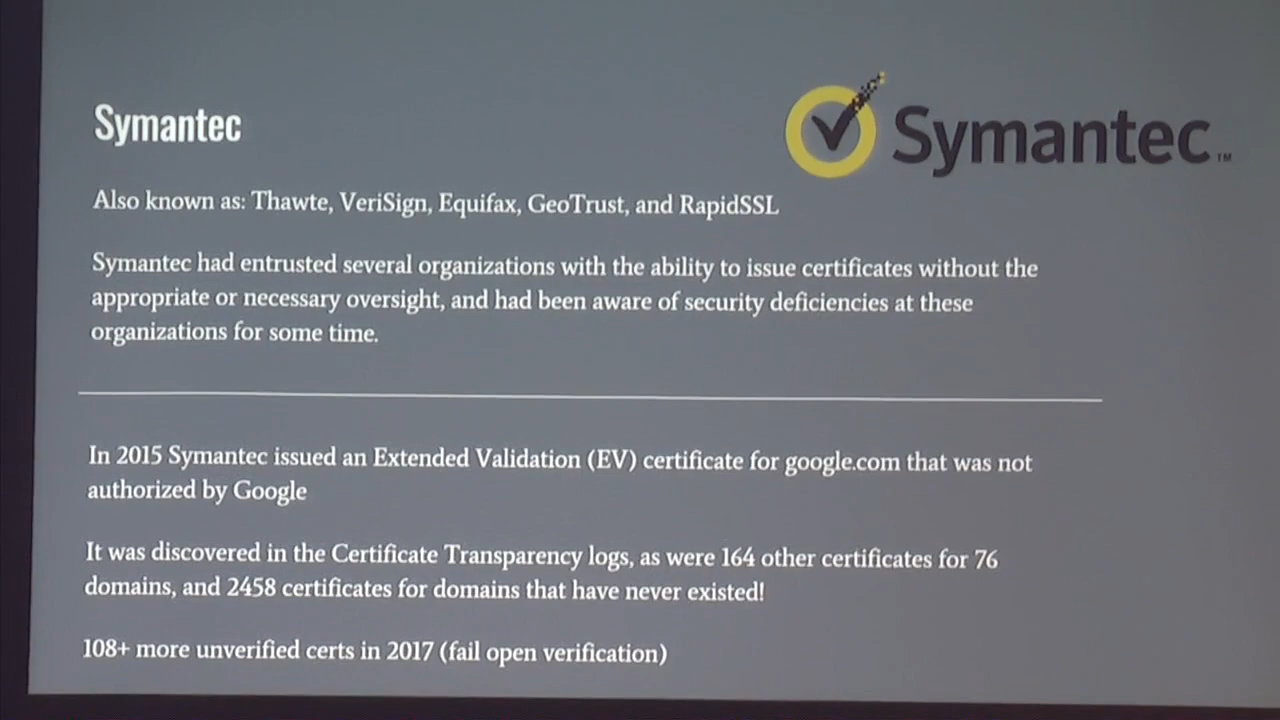 Symantec
Symantec™
Also known as: Thawte, VeriSign, Equifax, GeoTrust, and RapidSSL
Symantec had entrusted several organizations with the ability to issue certificates without the
appropriate or necessary oversight, and had been aware of security deficiencies at these
organizations for some time.
In 2015 Symantec issued an Extended Validation (EV) certificate for google.com that was not
authorized by Google
It was discovered in the Certificate Transparency logs, as were 164 other certificates for 76
domains, and 2458 certificates for domains that have never existed!
108+ more unverified certs in 2017 (fail open verification)